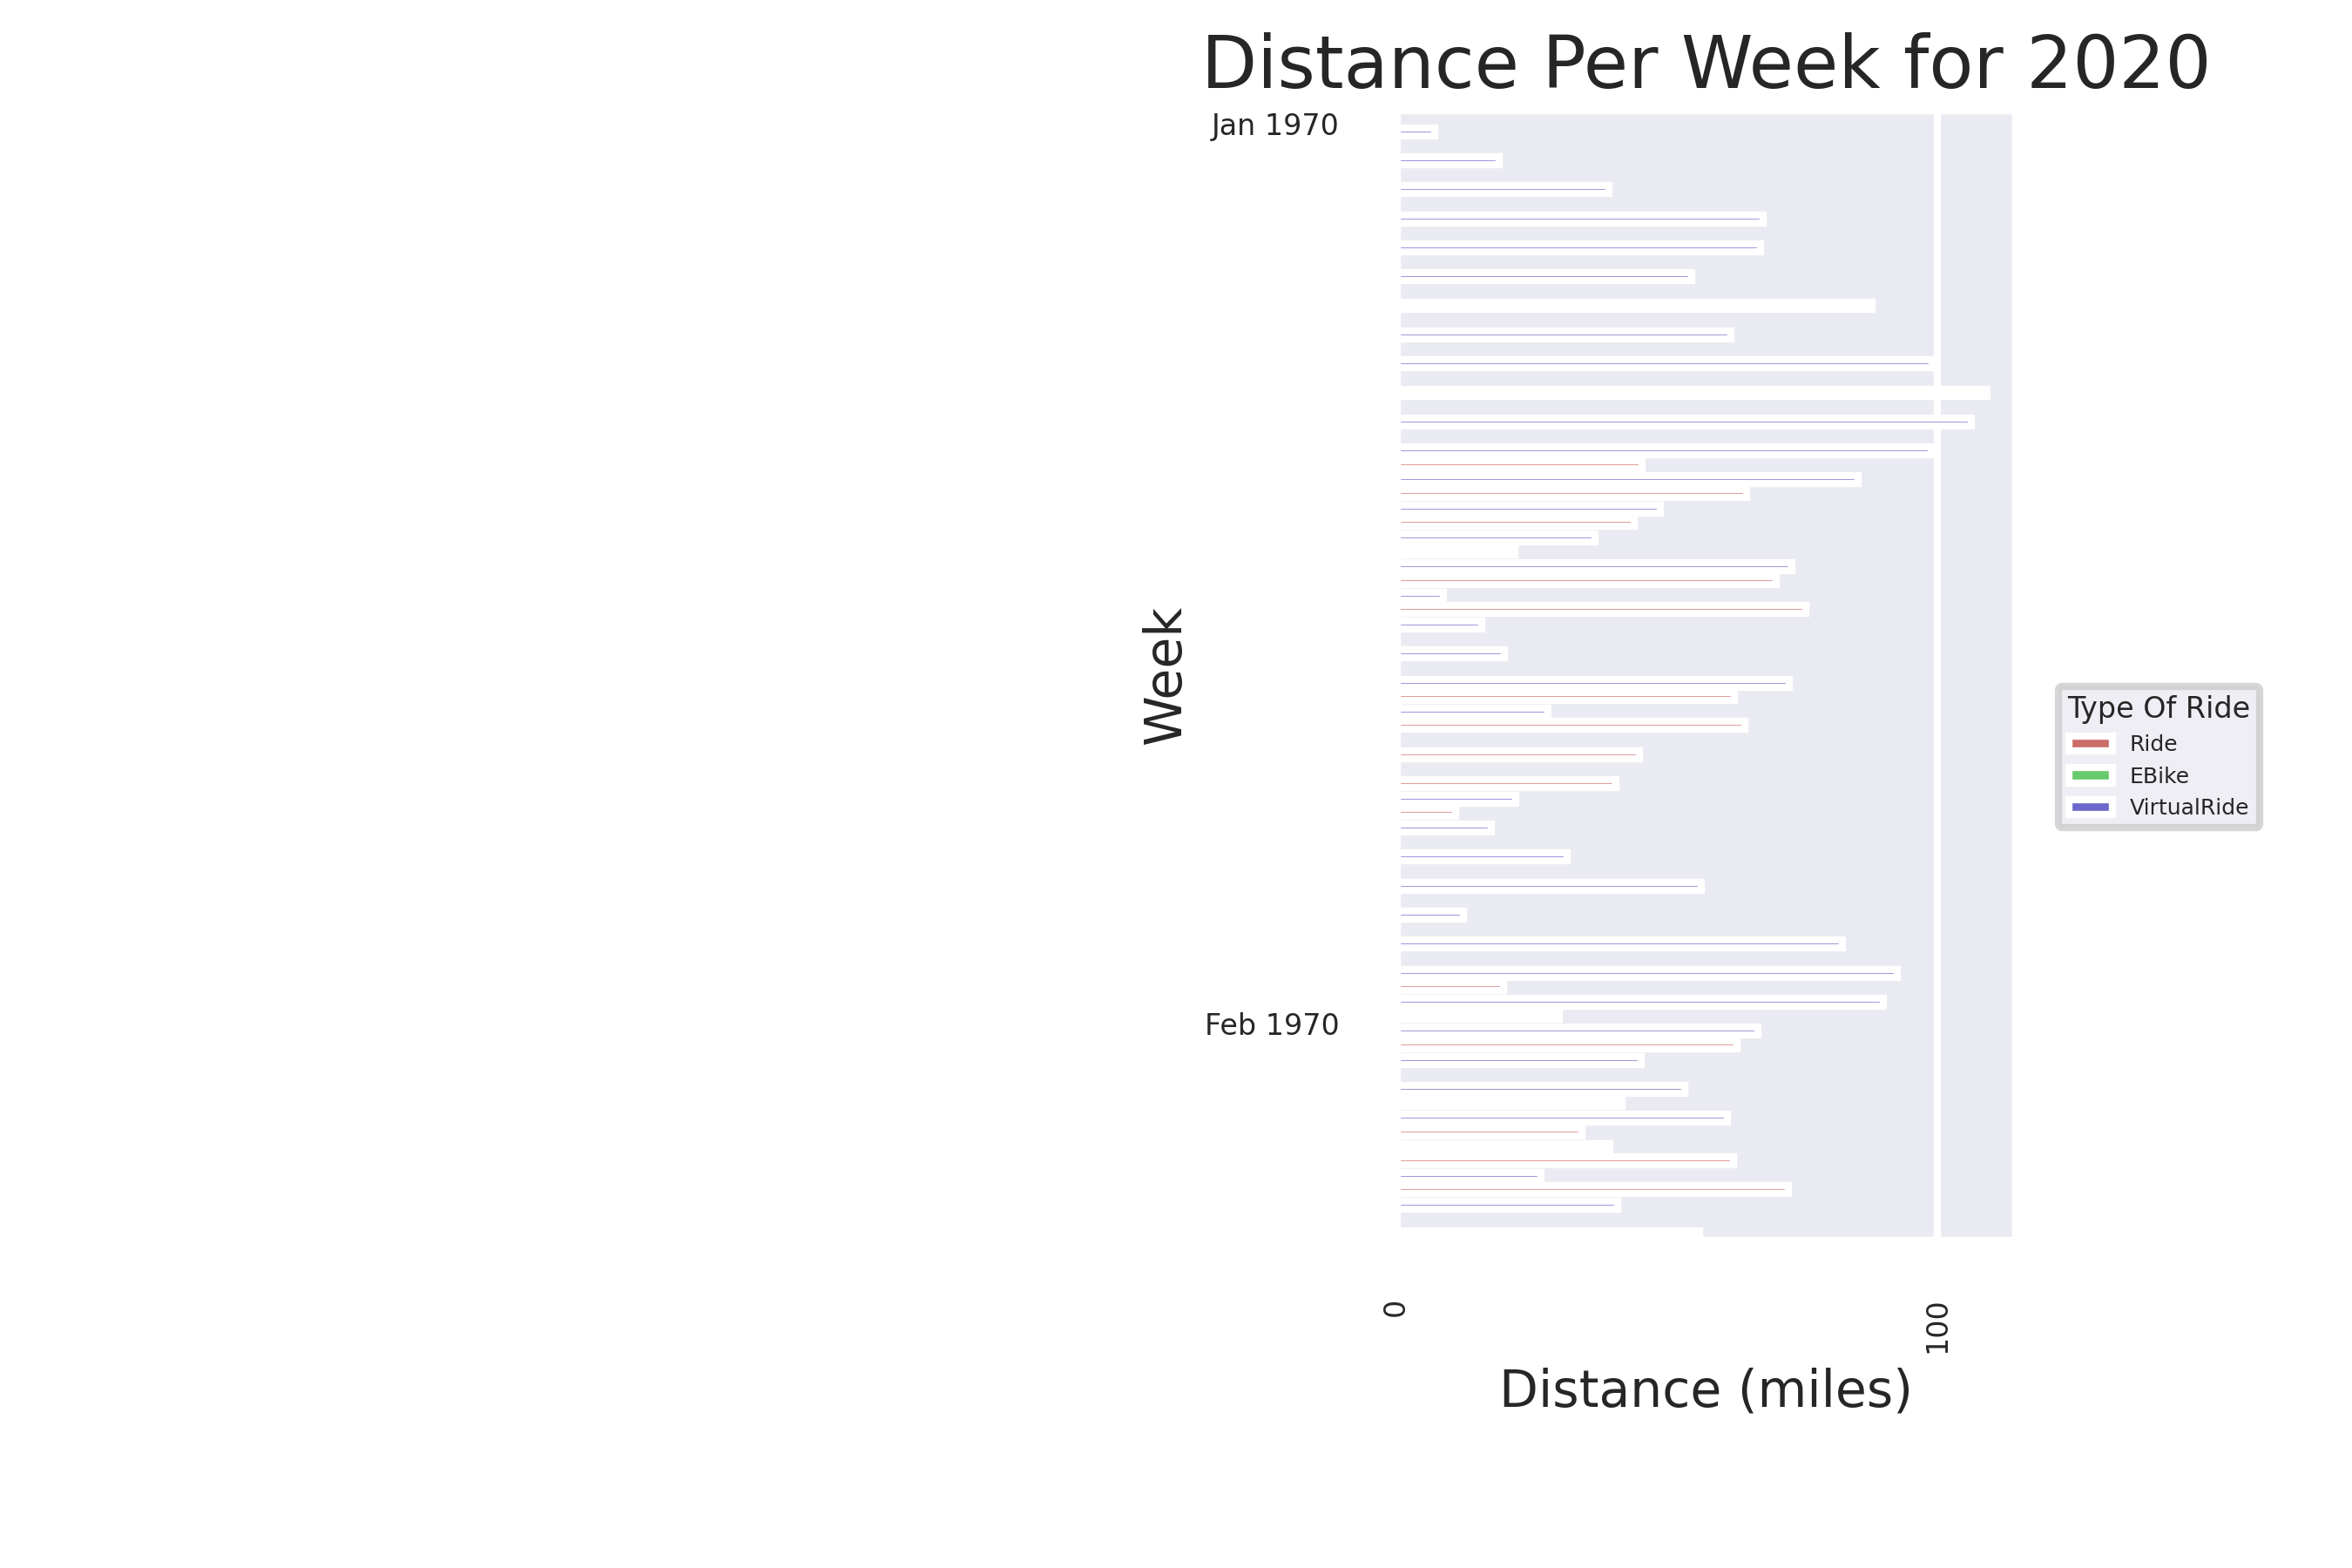 Distance Per Week for 2020
Jan 1970
Feb 1970
Week
0
100
Distance (miles)
Type Of Ride
Ride
EBike
VirtualRide